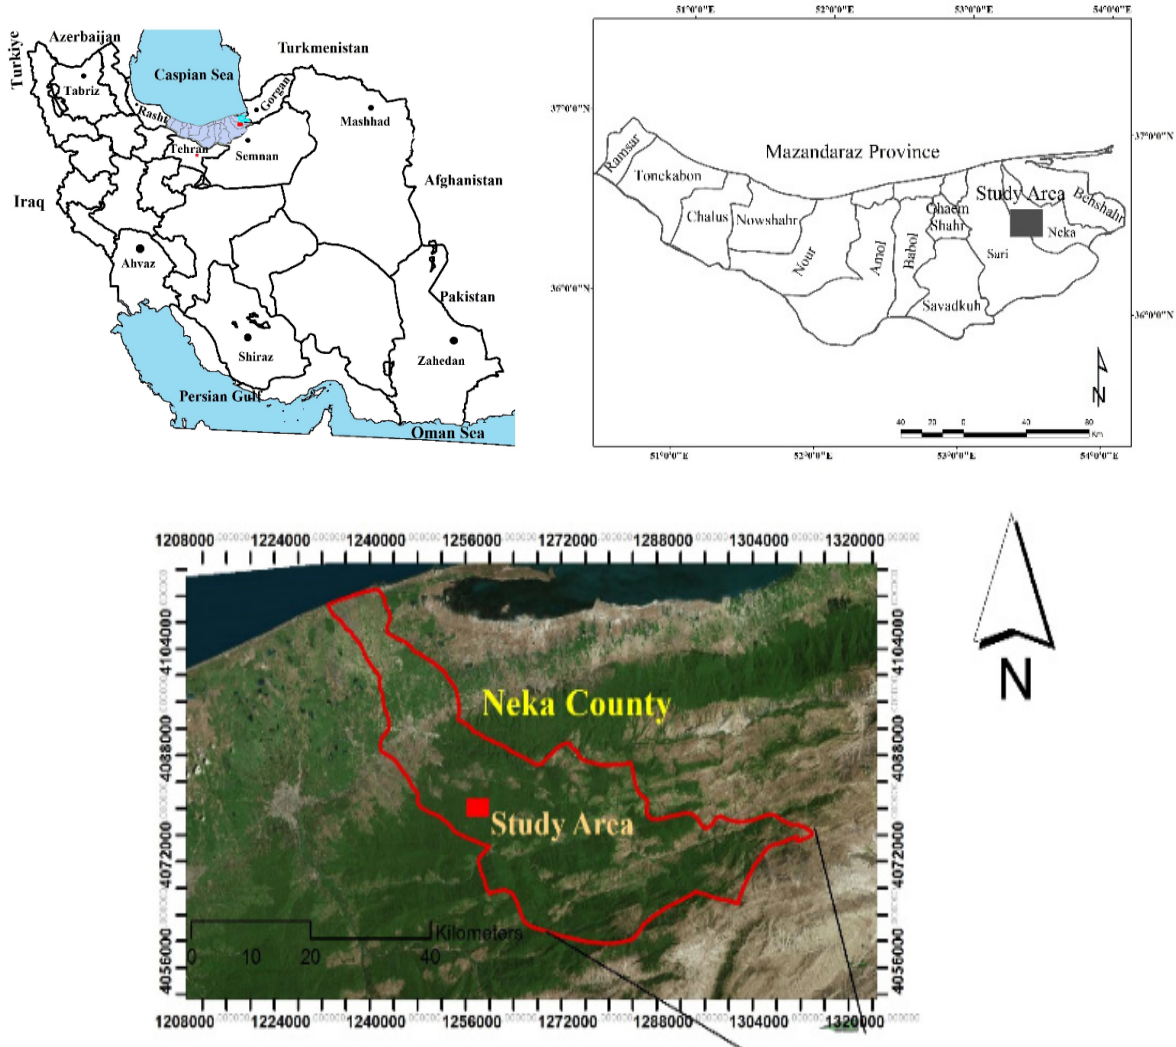 Azerbaijan
Turkmenistan
Turkiye
Caspian Sea
Tabriz
Rasht
Gorgan
Mashhad
Tehran
Semnan
Afghanistan
Iraq
Ahvaz
Pakistan
Shiraz
Zahedan
Persian Gulf
Oman Sea
51°0'0"E 52°0'0"E 53°0'0"E 54°0'0"E
37°0'0"N
37°0'0"N
Mazandaraz Province
Ramsar
Tonekabon
Study Area
Behshahr
Chalus
Nowshahr
Ghaem
Shahr
Neka
Nour
Amol
Babol
Sari
36°0'0"N
Savadkuh
36°0'0"N
N
40 20 0 40 80
Km
51°0'0"E 52°0'0"E 53°0'0"E 54°0'0"E
1208000 1224000 1240000 1256000 1272000 1288000 1304000 1320000
4104000
4104000
N
Neka County
4088000
4088000
Study Area
4072000
4072000
Kilometers
0 10 20 40
4056000
4056000
1208000 1224000 1240000 1256000 1272000 1288000 1304000 1320000